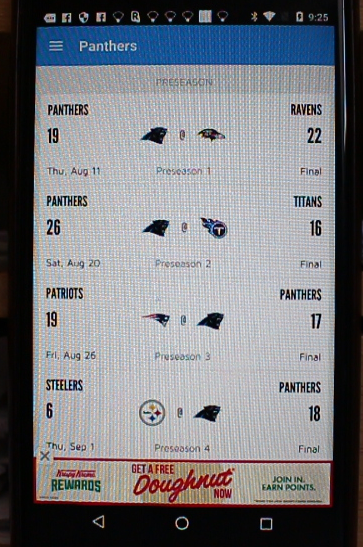 9:25
Panthers
PRESEASON
PANTHERS RAVENS
19 @ 22
Thu, Aug 11 Preseason 1 Final
PANTHERS TITANS
26 @ 16
Sat, Aug 20 Preseason 2 Final
PATRIOTS PANTHERS
19 @ 17
Fri, Aug 26 Preseason 3 Final
STEELERS PANTHERS
6 @ 18
Thu, Sep 1 Preseason 4 Final
Krispy Kreme
REWARDS
GET A FREE
Doughnut
NOW
JOIN IN.
EARN POINTS.